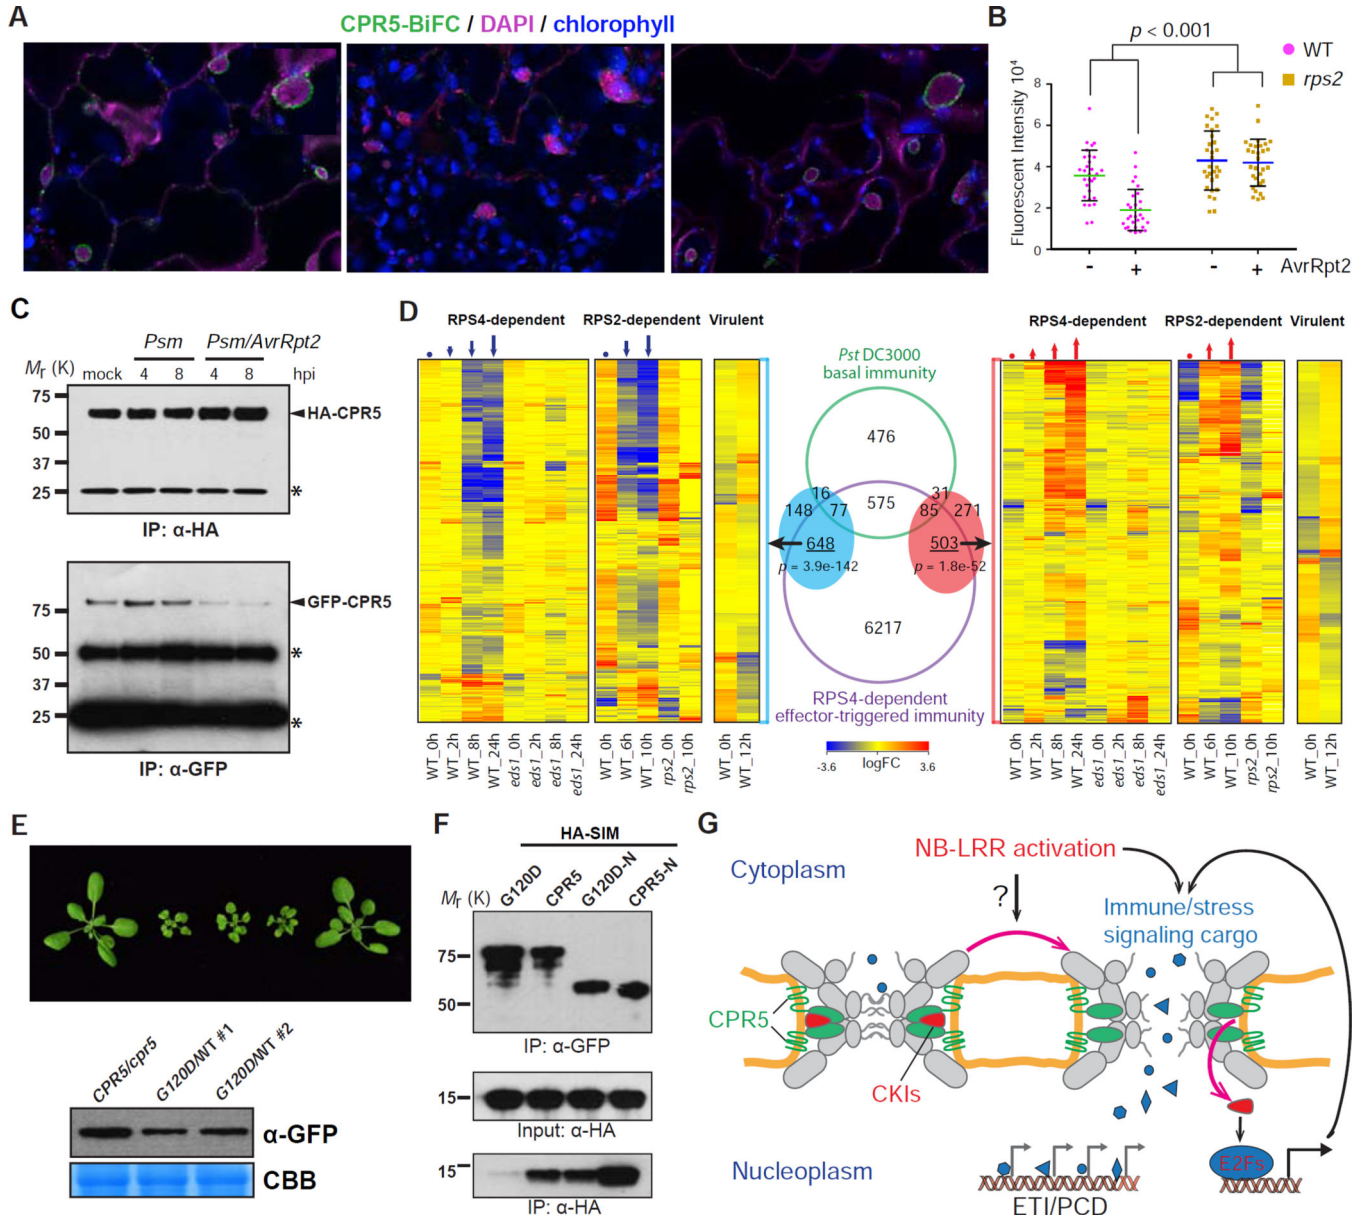 A
CPR5-BiFC / DAPI / chlorophyll
B
p < 0.001
WT
rps2
Fluorescent Intensity 10⁴
8
6
4
2
0
- + - + AvrRpt2
C
Psm Psm/AvrRpt2
Mr (K) mock 4 8 4 8 hpi
75
HA-CPR5
50
37
25 *
IP: α-HA
75 GFP-CPR5
50 *
37
25 *
IP: α-GFP
D
RPS4-dependent RPS2-dependent Virulent
WT_0h WT_2h WT_8h WT_24h eds1_0h eds1_2h eds1_8h eds1_24h
WT_0h WT_6h WT_10h rps2_0h rps2_10h
WT_0h WT_12h
Pst DC3000
basal immunity
476
16 575 31
148 77 85 271
648 503
p = 3.9e-142 p = 1.8e-52
6217
RPS4-dependent
effector-triggered immunity
-3.6 logFC 3.6
RPS4-dependent RPS2-dependent Virulent
WT_0h WT_2h WT_8h WT_24h eds1_0h eds1_2h eds1_8h eds1_24h
WT_0h WT_6h WT_10h rps2_0h rps2_10h
WT_0h WT_12h
E
CPR5/cpr5 G120D/WT #1 G120D/WT #2
α-GFP
CBB
F
HA-SIM
Mr (K) G120D CPR5 G120D-N CPR5-N
75
50
IP: α-GFP
15
Input: α-HA
15
IP: α-HA
G
NB-LRR activation
Cytoplasm
?
Immune/stress
signaling cargo
CPR5
CKIs
Nucleoplasm
E2Fs
ETI/PCD